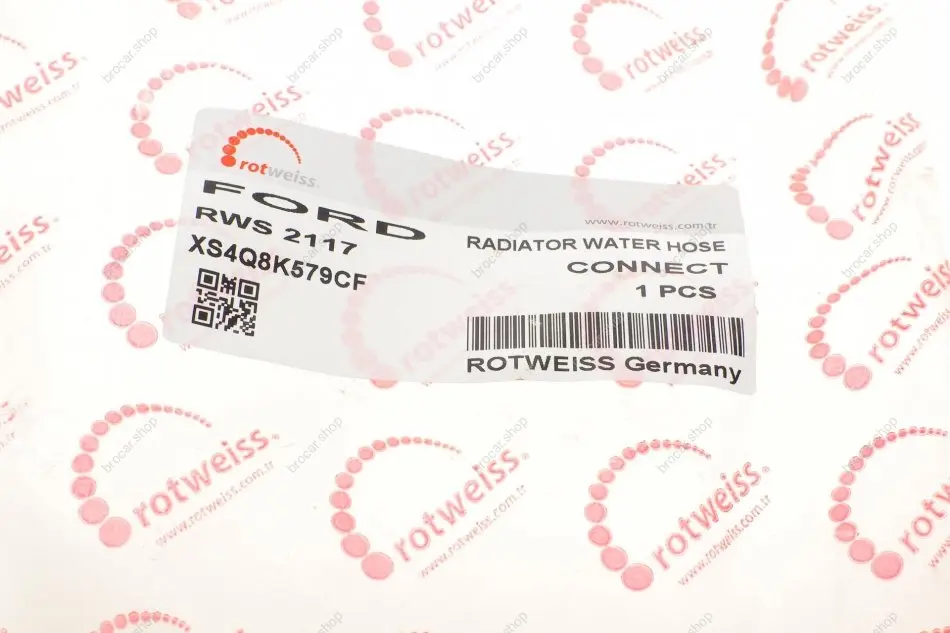 rotweiss.
FORD
RWS 2117
XS4Q8K579CF
www.rotweiss.com.tr
RADIATOR WATER HOSE
CONNECT
1 PCS
ROTWEISS Germany
rotweiss
www.rotweiss.com.tr
brocar.shop